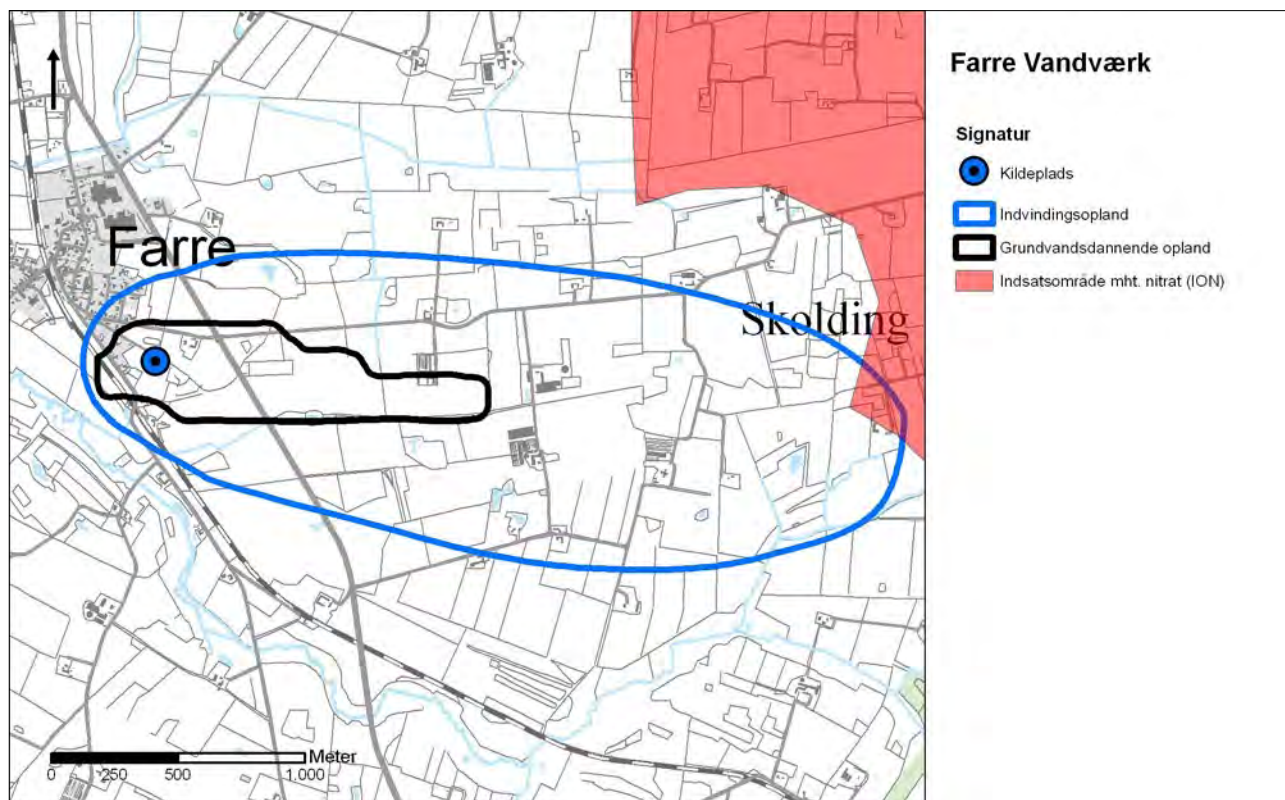 Farre
Skolding
Meter
0 250 500 1.000
Farre Vandværk
Signatur
Kildeplads
Indvindingsopland
Grundvandsdannende opland
Indsatsområde mht. nitrat (ION)